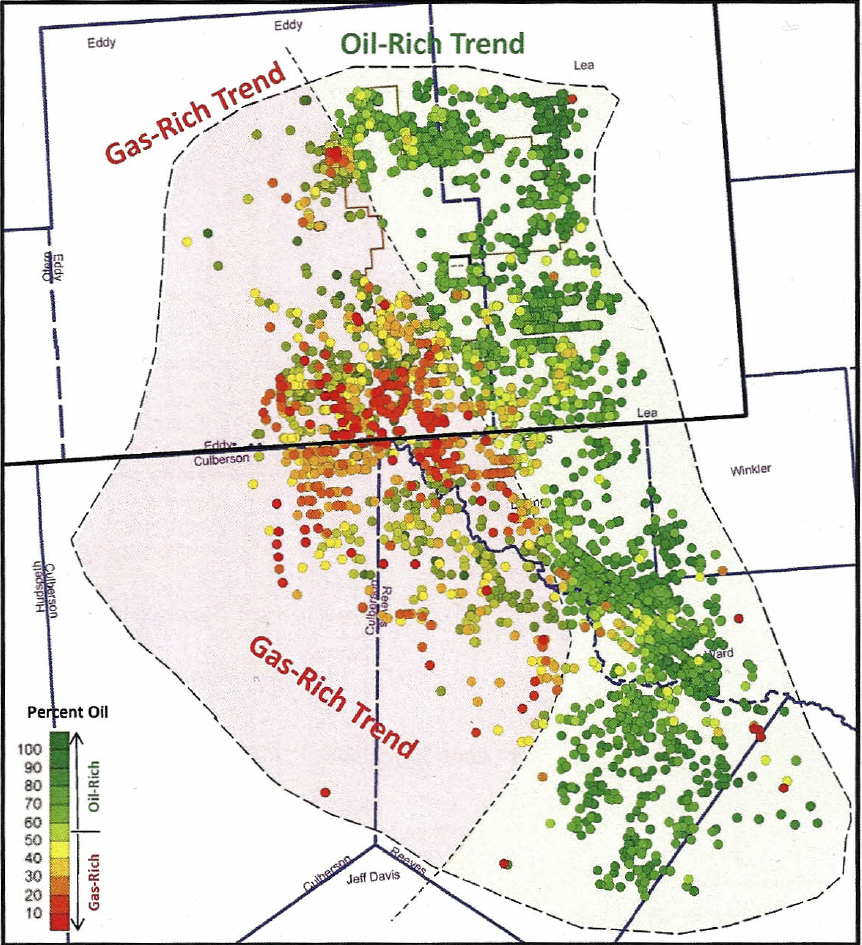 Eddy
Eddy
Oil-Rich Trend
Lea
Gas-Rich Trend
Eddy
Otero
Lea
Eddy
Culberson
Winkler
Hudspeth
Culberson
Reeves
Culberson
Ward
Gas-Rich Trend
Percent Oil
100
90
80
70
60
50
40
30
20
10
Oil-Rich
Gas-Rich
Culberson
Reeves
Jeff Davis